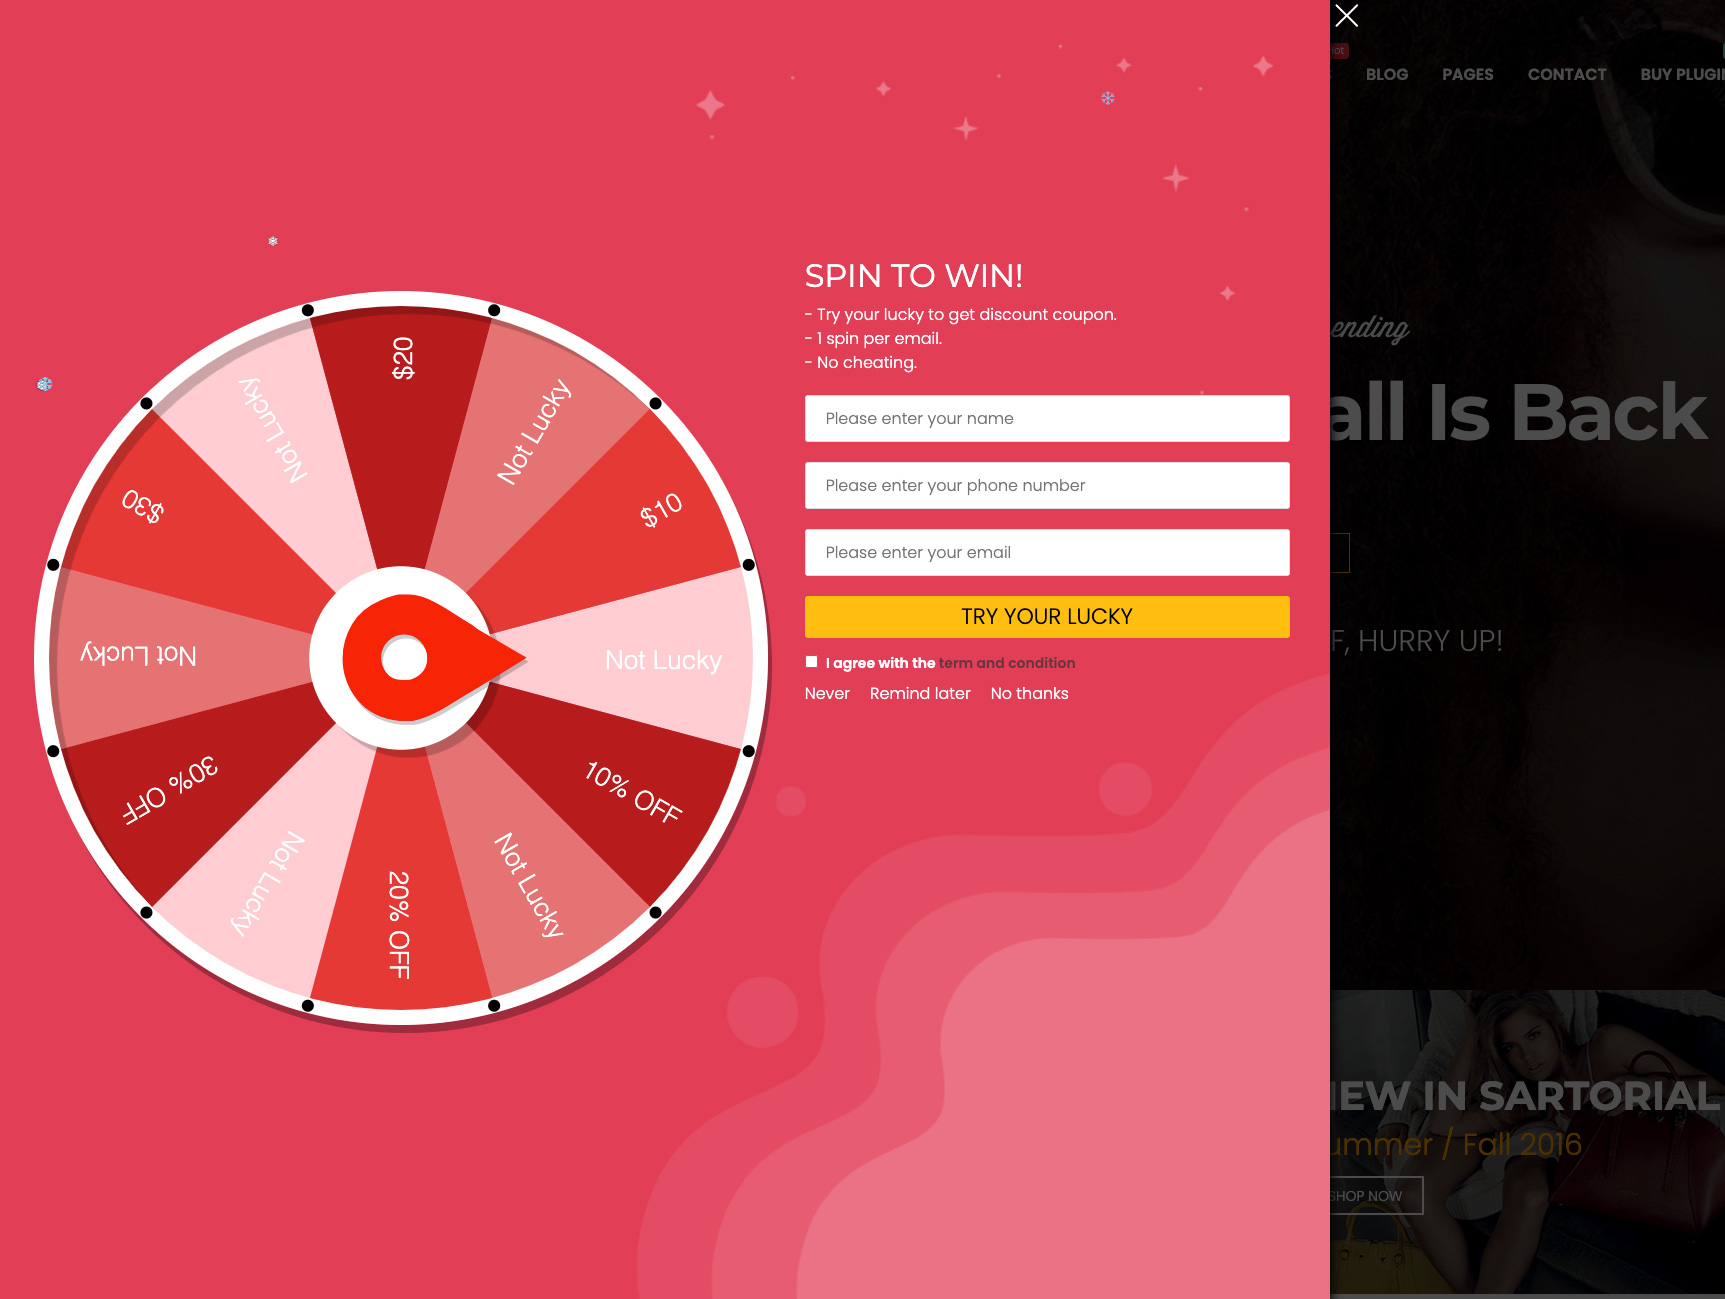 SPIN TO WIN!
- Try your lucky to get discount coupon.
- 1 spin per email.
- No cheating.
Please enter your name
Please enter your phone number
Please enter your email
TRY YOUR LUCKY
I agree with the term and condition
Never Remind later No thanks
$20
Not Lucky
$10
Not Lucky
10% OFF
Not Lucky
20% OFF
Not Lucky
30% OFF
Not Lucky
$30
Not Lucky
BLOG PAGES CONTACT BUY PLUGI
ending
all Is Back
F, HURRY UP!
EW IN SARTORIAL
ummer / Fall 2016
SHOP NOW